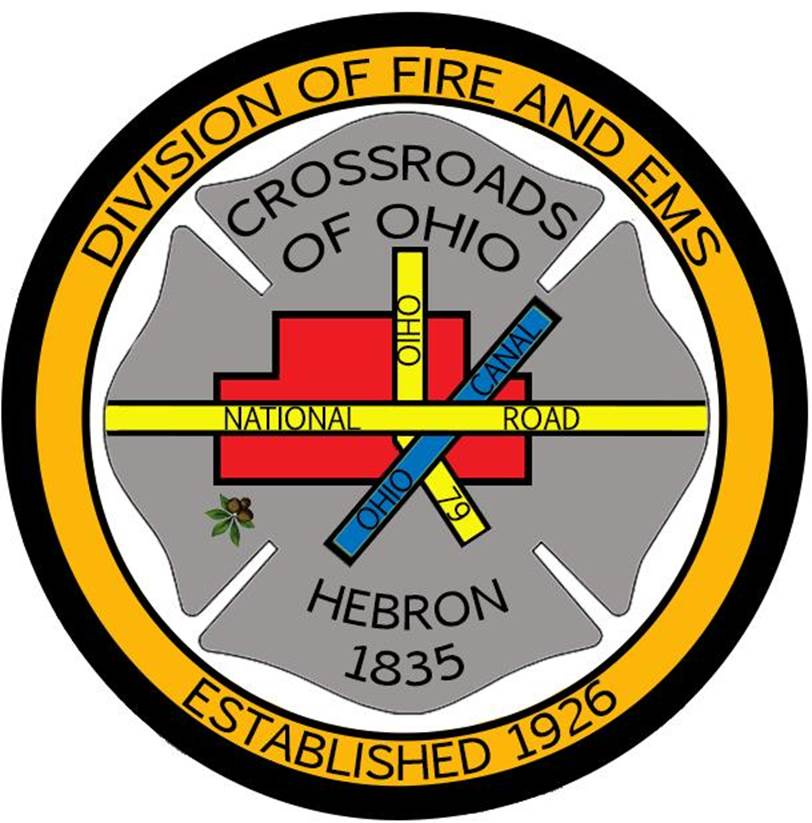 DIVISION OF FIRE AND EMS
CROSSROADS
OF OHIO
OHIO
CANAL
NATIONAL ROAD
OHIO
79
HEBRON
1835
ESTABLISHED 1926